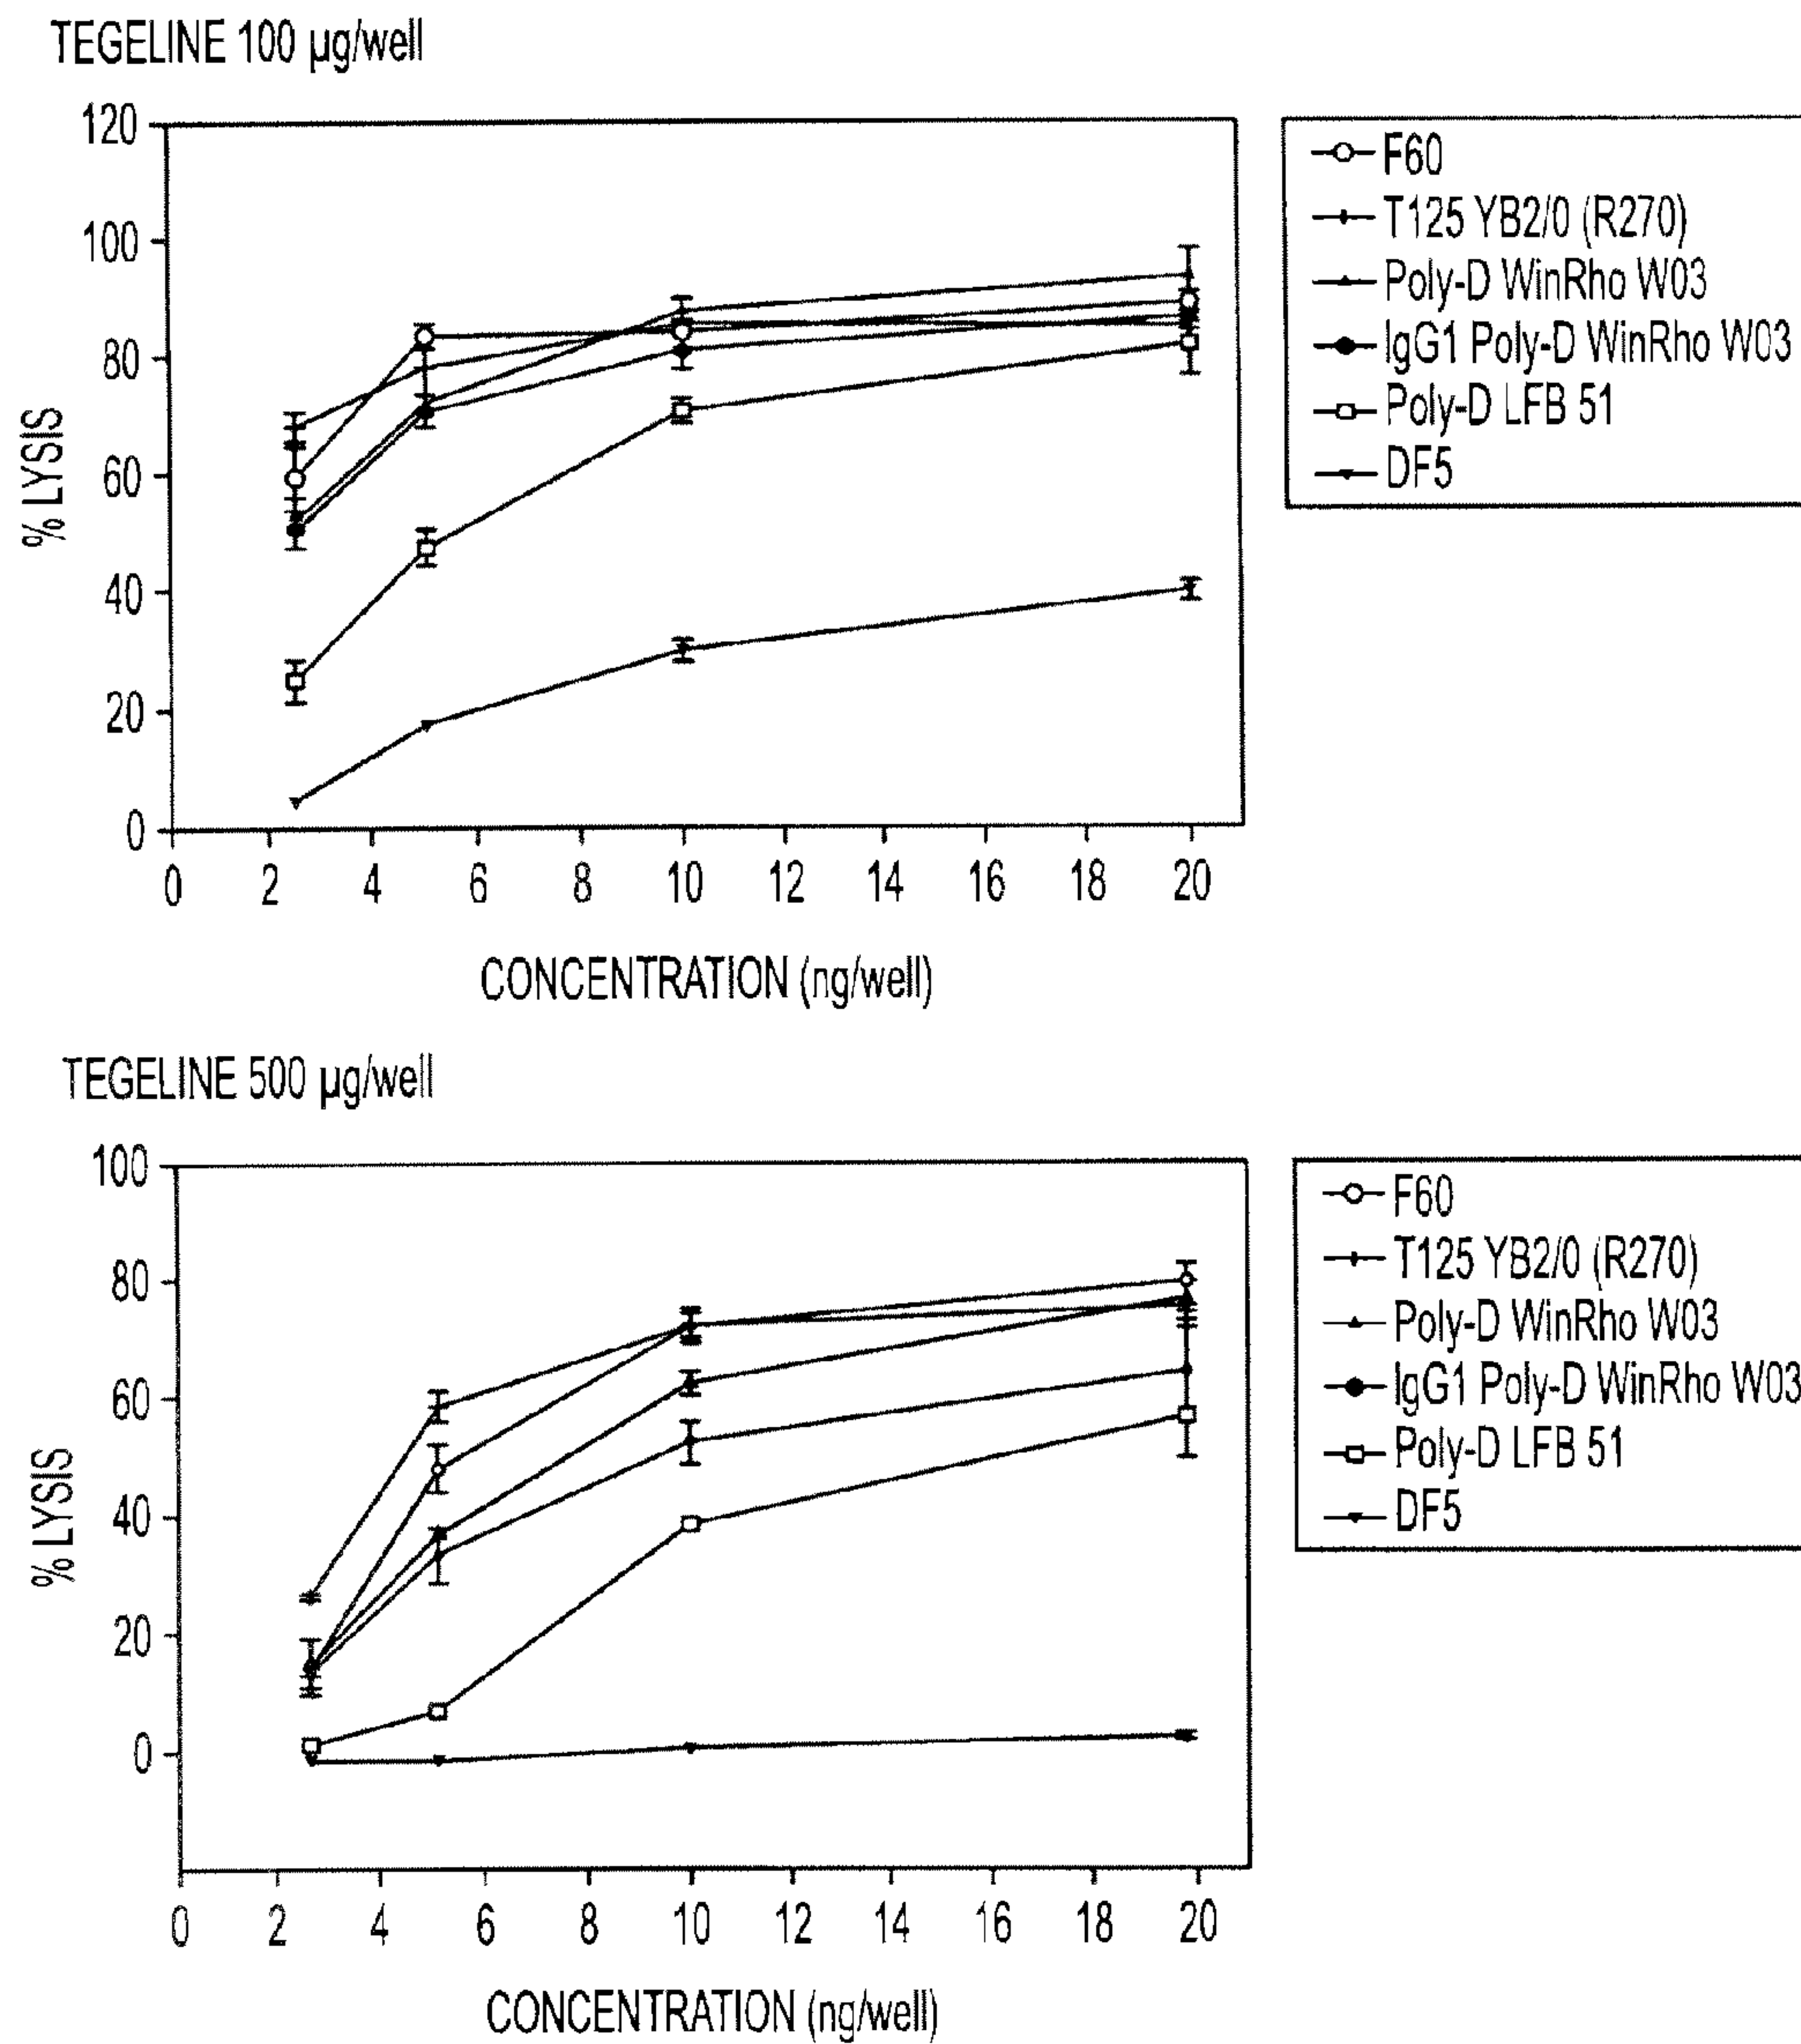 TEGELINE 100 µg/well
120
100
80
60
40
20
0
% LYSIS
0 2 4 6 8 10 12 14 16 18 20
CONCENTRATION (ng/well)
F60
T125 YB2/0 (R270)
Poly-D WinRho W03
IgG1 Poly-D WinRho W03
Poly-D LFB 51
DF5
TEGELINE 500 µg/well
100
80
60
40
20
0
% LYSIS
0 2 4 6 8 10 12 14 16 18 20
CONCENTRATION (ng/well)
F60
T125 YB2/0 (R270)
Poly-D WinRho W03
IgG1 Poly-D WinRho W03
Poly-D LFB 51
DF5